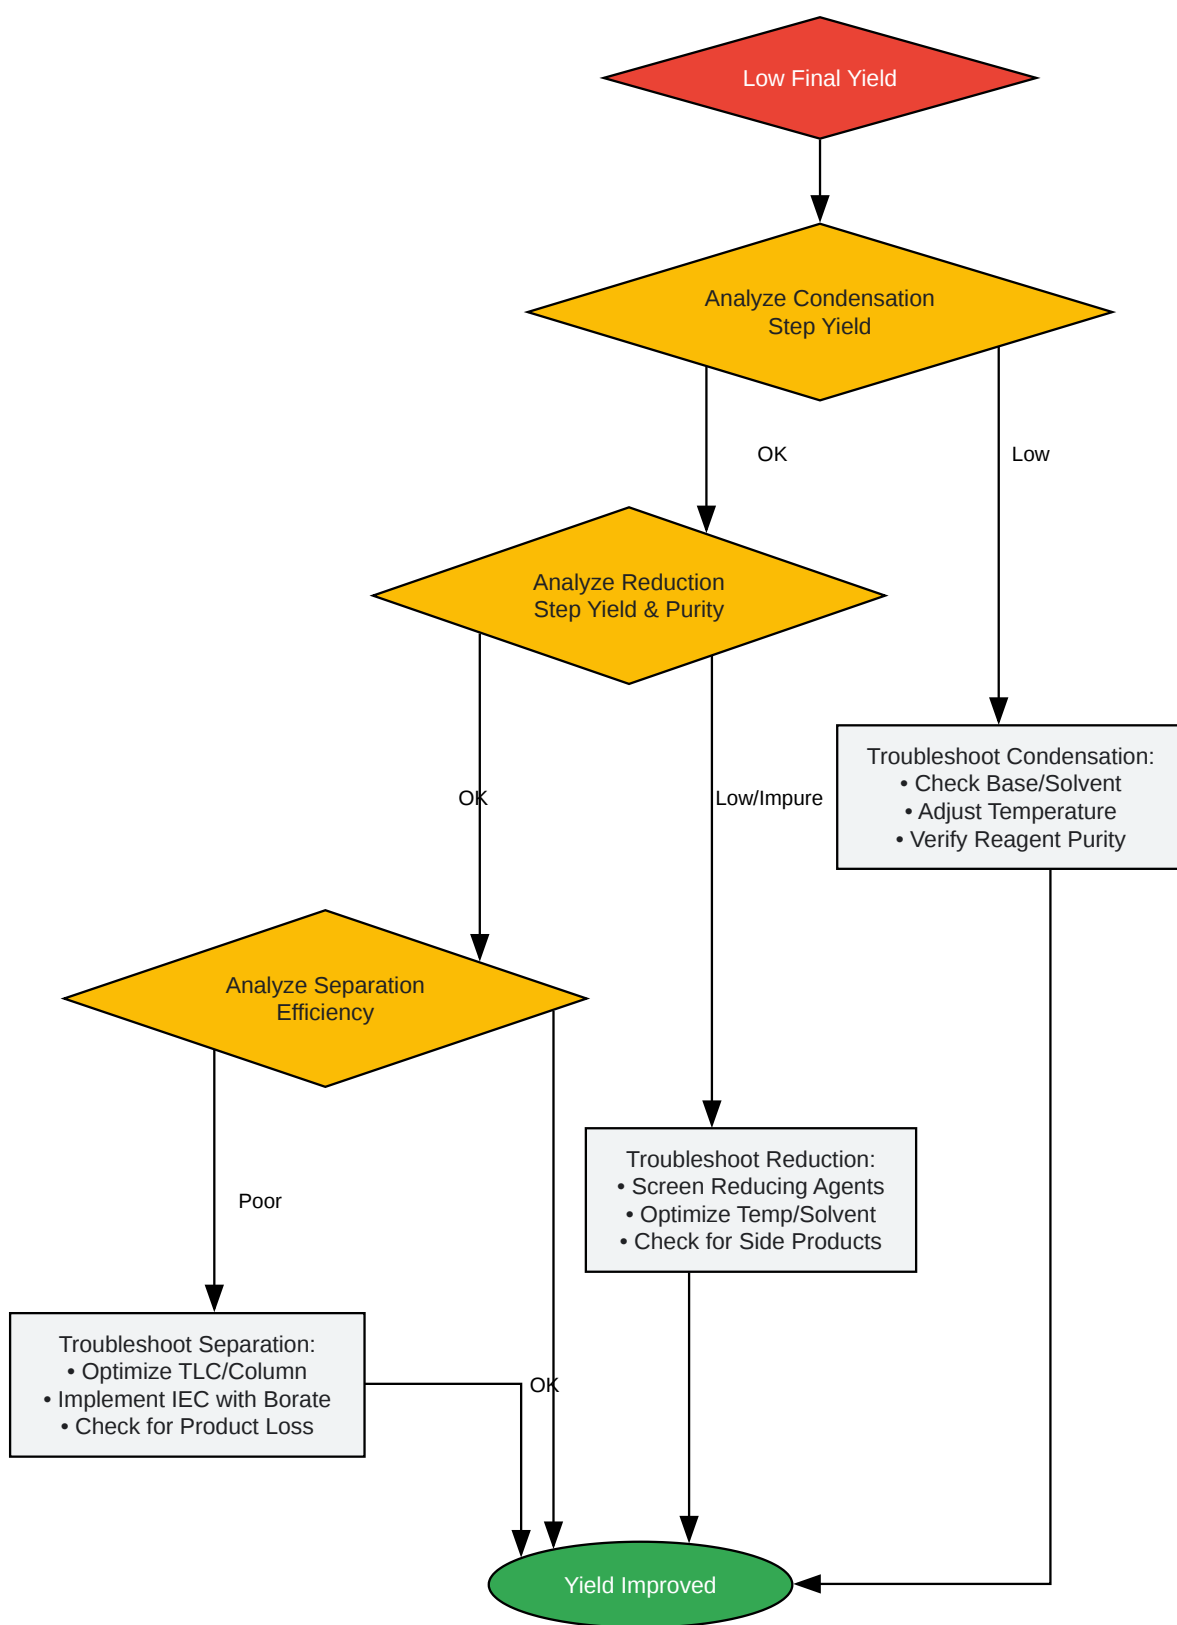 Low Final Yield
Analyze Condensation
Step Yield
OK
Low
Analyze Reduction
Step Yield & Purity
OK
Low/Impure
Troubleshoot Condensation:
• Check Base/Solvent
• Adjust Temperature
• Verify Reagent Purity
Analyze Separation
Efficiency
Poor
OK
Troubleshoot Reduction:
• Screen Reducing Agents
• Optimize Temp/Solvent
• Check for Side Products
Troubleshoot Separation:
• Optimize TLC/Column
• Implement IEC with Borate
• Check for Product Loss
Yield Improved